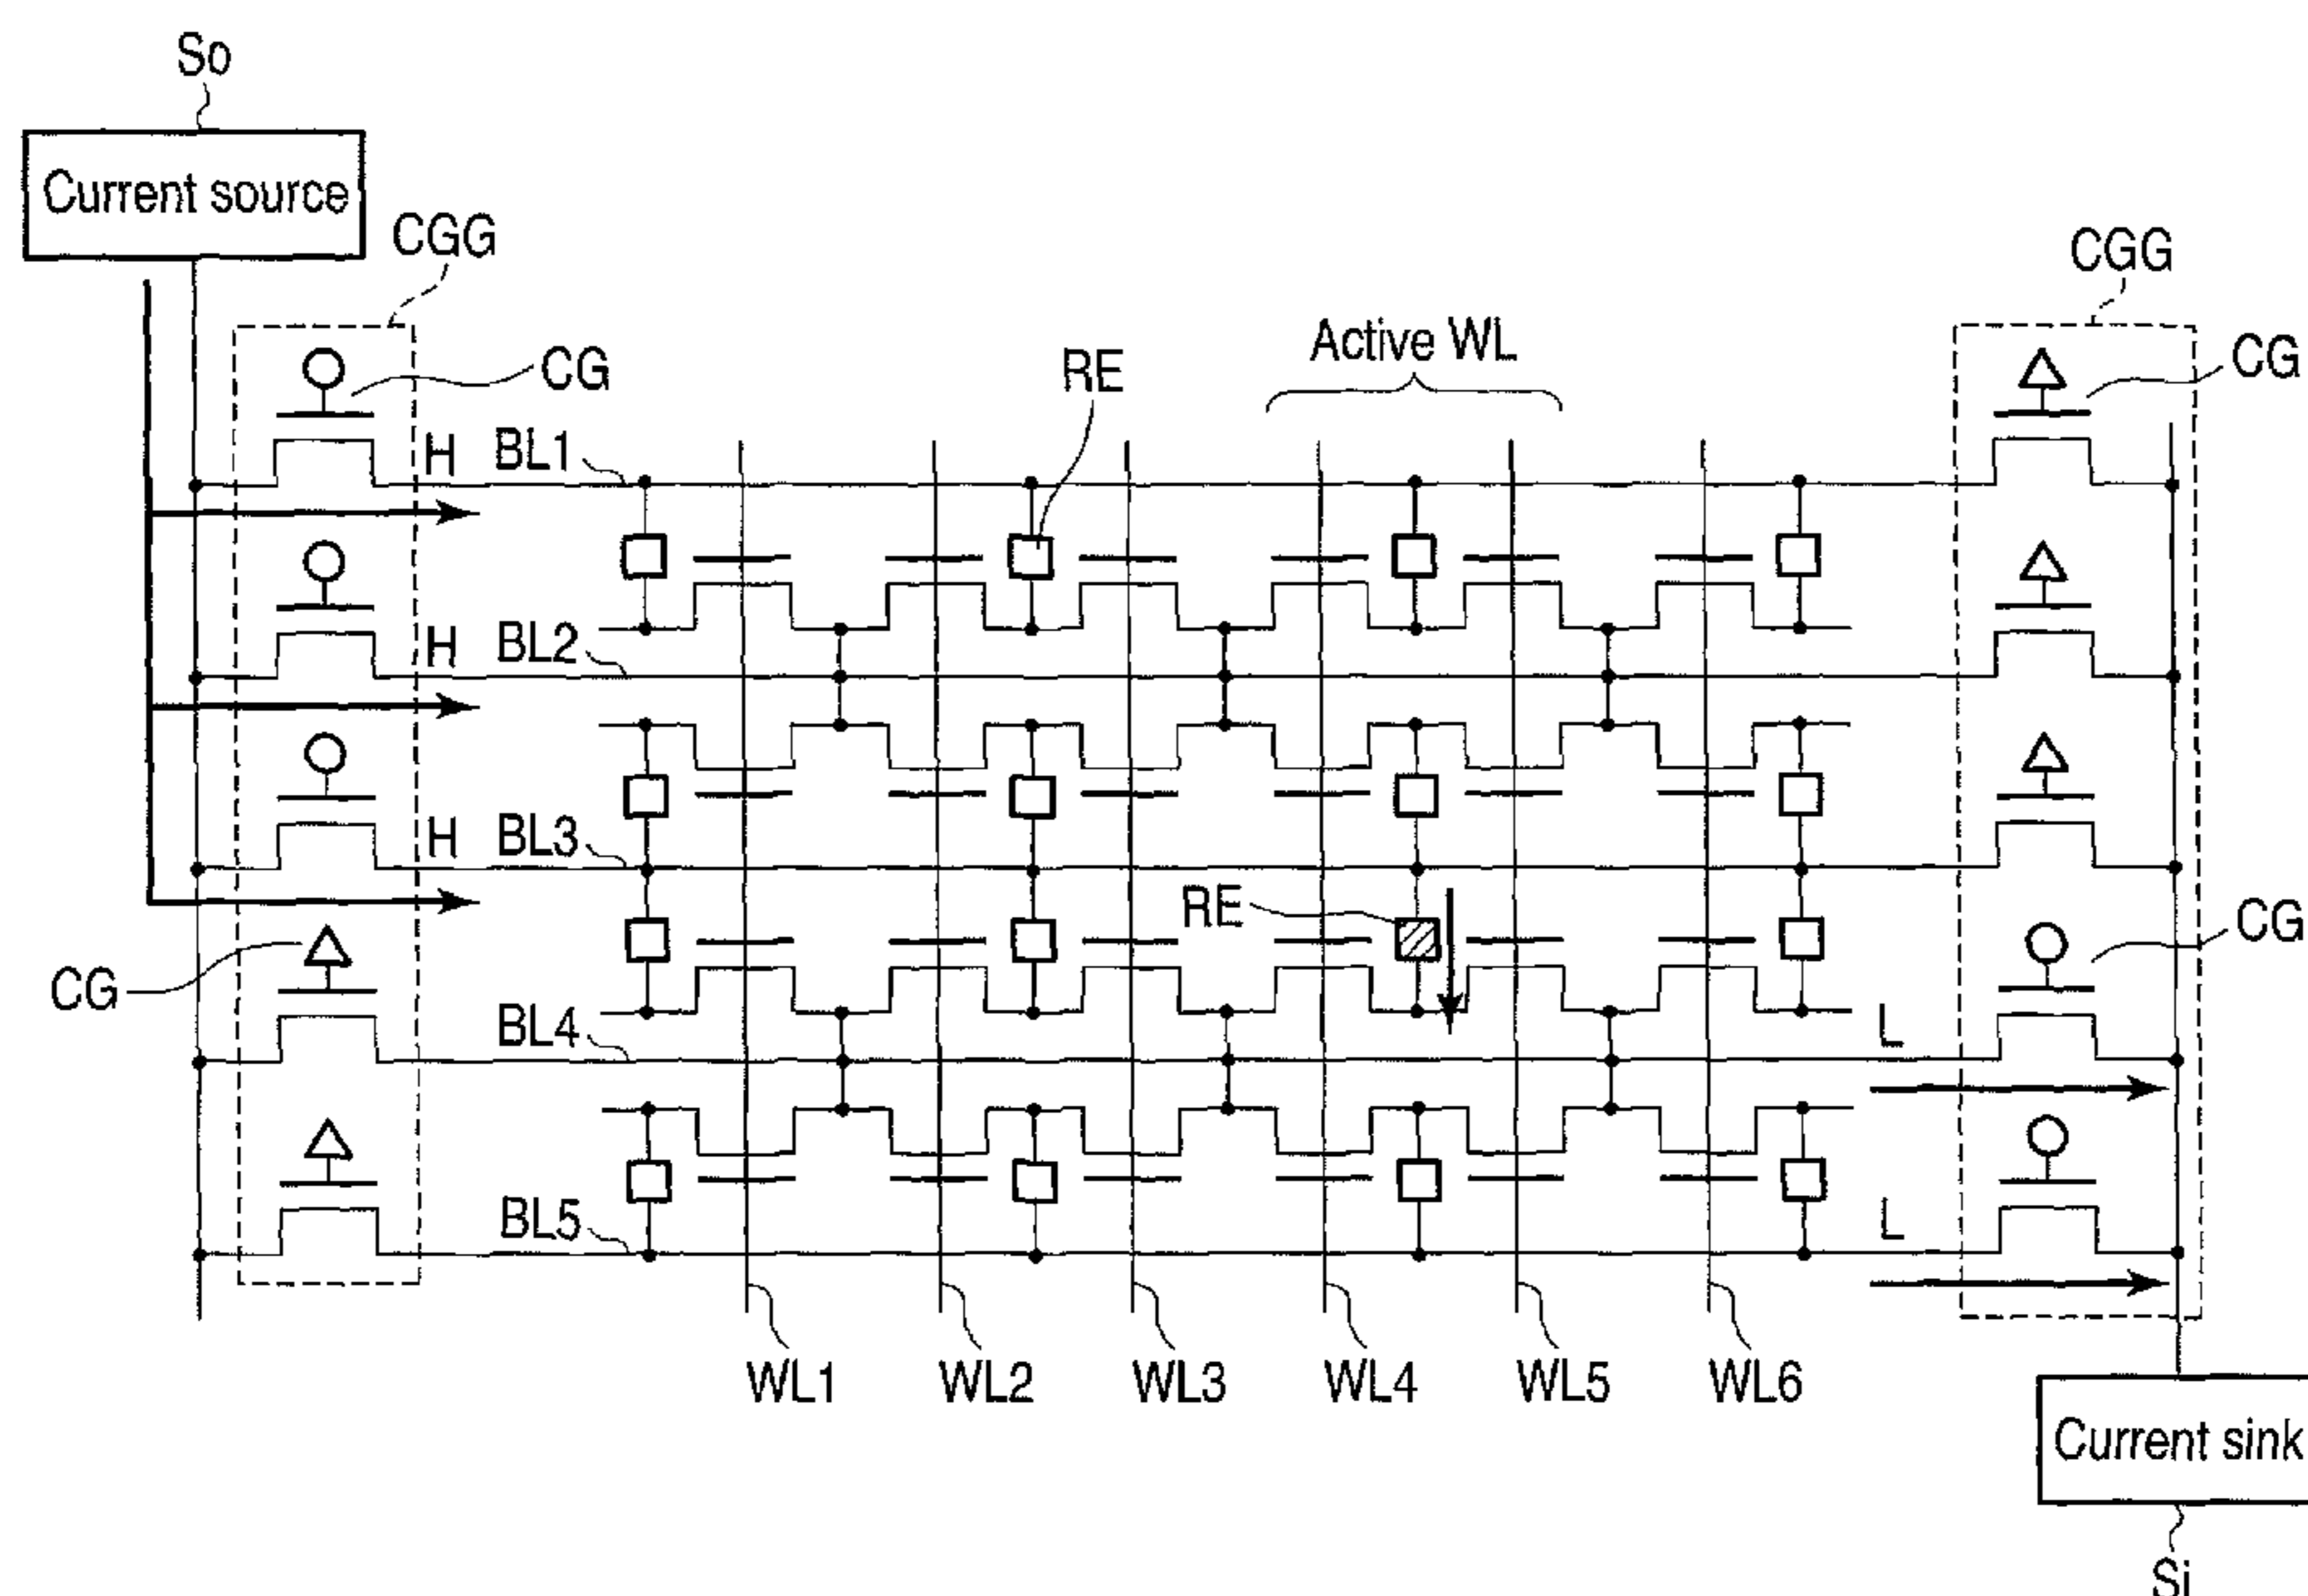 So
Current source
CGG
CGG
CG
RE
Active WL
CG
H
BL1
H
BL2
H
BL3
RE
CG
CG
BL4
L
BL5
L
WL1
WL2
WL3
WL4
WL5
WL6
Current sink
Si